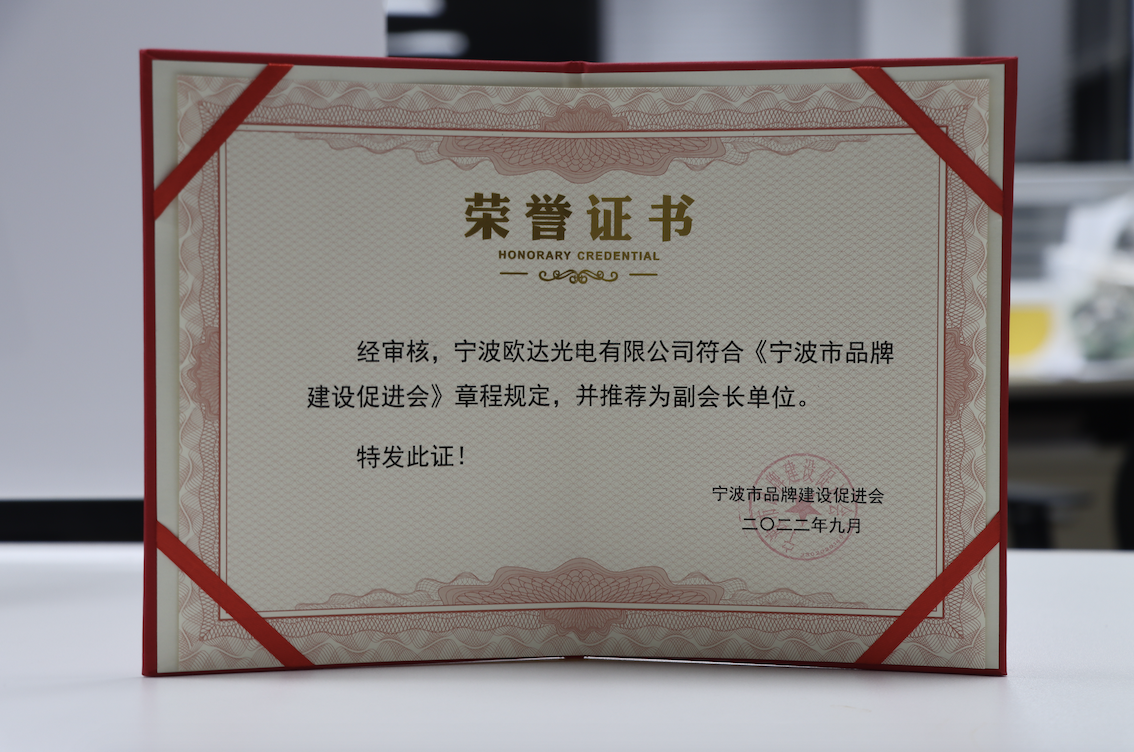 荣誉证书
HONORARY CREDENTIAL
经审核，宁波欧达光电有限公司符合《宁波市品牌
建设促进会》章程规定，并推荐为副会长单位。
特发此证！
宁波市品牌建设促进会
二〇二二年九月